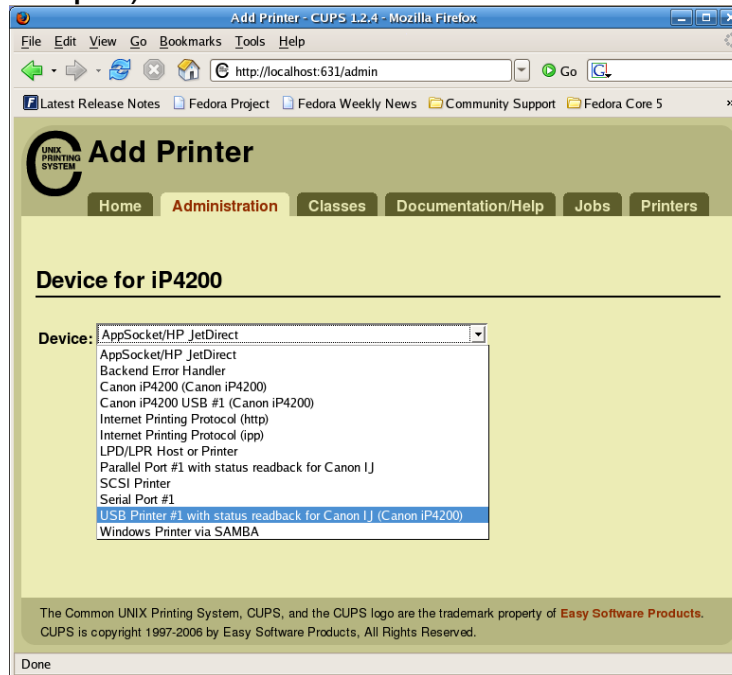 Add Printer - CUPS 1.2.4 - Mozilla Firefox
File Edit View Go Bookmarks Tools Help
http://localhost:631/admin Go G
Latest Release Notes Fedora Project Fedora Weekly News Community Support Fedora Core 5 »
UNIX PRINTING SYSTEM
Add Printer
Home Administration Classes Documentation/Help Jobs Printers
Device for iP4200
Device: AppSocket/HP JetDirect
AppSocket/HP JetDirect
Backend Error Handler
Canon iP4200 (Canon iP4200)
Canon iP4200 USB #1 (Canon iP4200)
Internet Printing Protocol (http)
Internet Printing Protocol (ipp)
LPD/LPR Host or Printer
Parallel Port #1 with status readback for Canon IJ
SCSI Printer
Serial Port #1
USB Printer #1 with status readback for Canon IJ (Canon iP4200)
Windows Printer via SAMBA
The Common UNIX Printing System, CUPS, and the CUPS logo are the trademark property of Easy Software Products.
CUPS is copyright 1997-2006 by Easy Software Products, All Rights Reserved.
Done